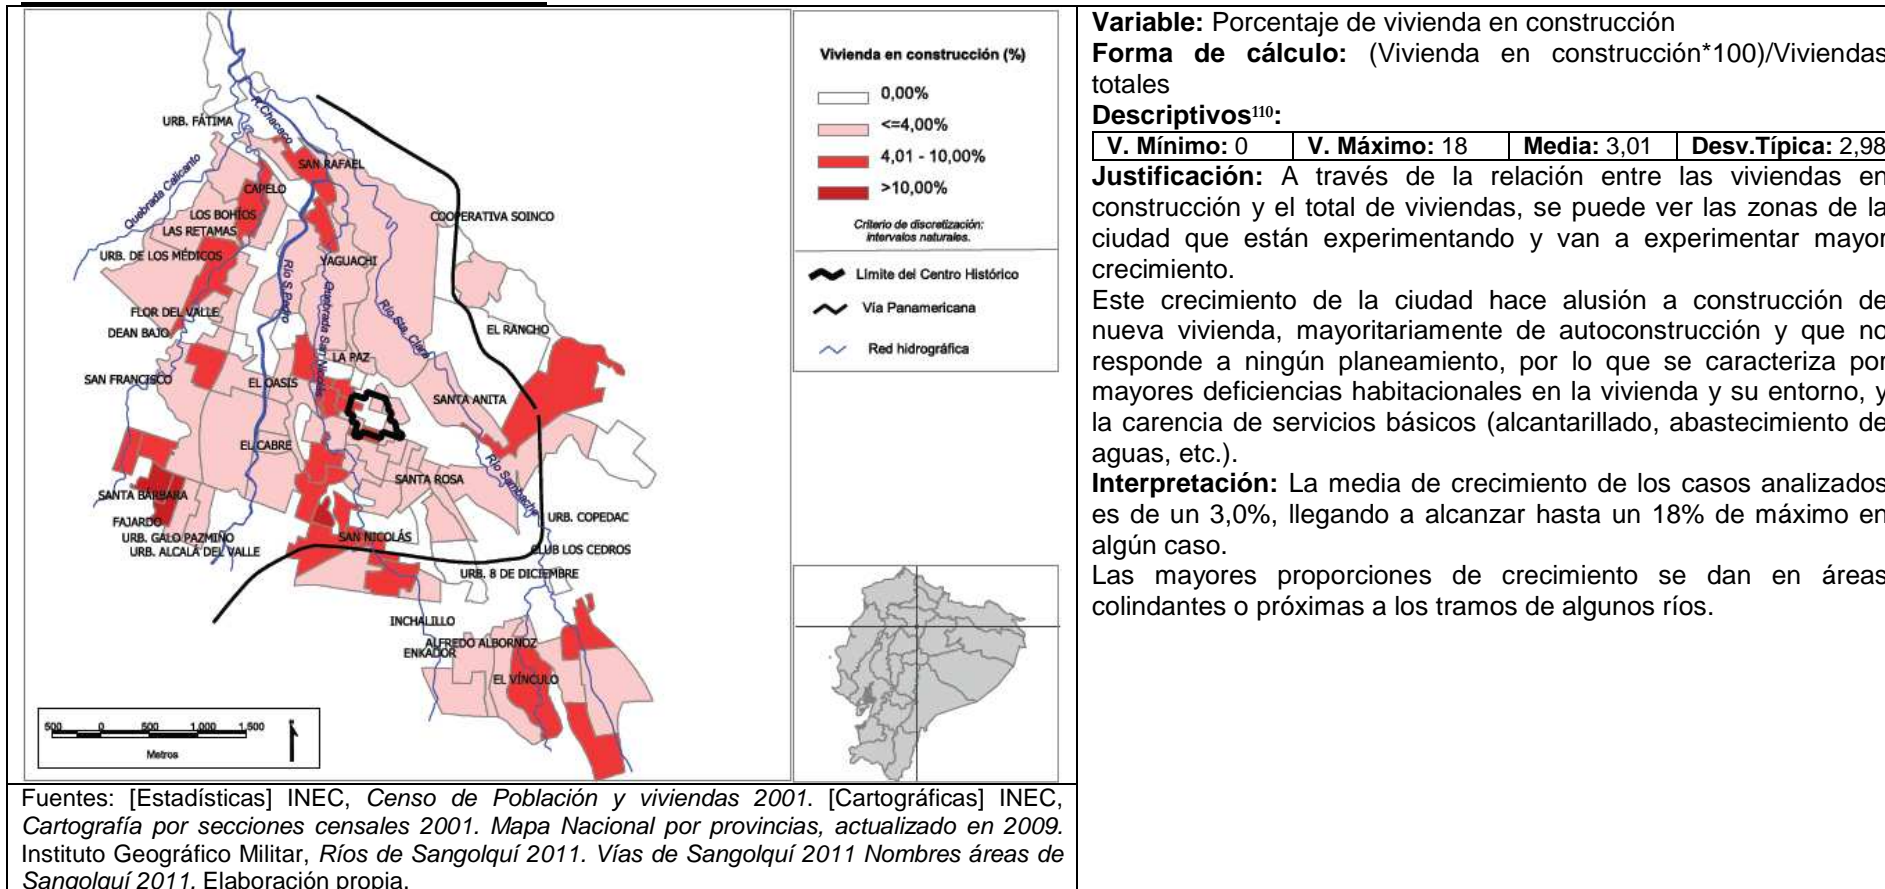 Vivienda en construcción (%)
0,00%
<=4,00%
4,01 - 10,00%
>10,00%
Criterio de discretización:
intervalos naturales.
Límite del Centro Histórico
Vía Panamericana
Red hidrográfica
R.Chacaco
URB. FÁTIMA
SAN RAFAEL
Quebrada Calicanto
CAPELO
LOS BOHÍOS
LAS RETAMAS
COOPERATIVA SOINCO
URB. DE LOS MÉDICOS
YAGUACHI
Río S.Pedro
Quebrada San Nicolás
Río Sta. Clara
FLOR DEL VALLE
DEAN BAJO
EL RANCHO
LA PAZ
SAN FRANCISCO
EL OASIS
SANTA ANITA
EL CABRE
SANTA ROSA
Río Sambache
SANTA BÁRBARA
FAJARDO
URB. GALO PAZMIÑO
URB. ALCALÁ DEL VALLE
SAN NICOLÁS
URB. COPEDAC
CLUB LOS CEDROS
URB. 8 DE DICIEMBRE
INCHALILLO
ALFREDO ALBORNOZ
ENKADOR
EL VÍNCULO
500 0 500 1.000 1.500
Metros
Fuentes: [Estadísticas] INEC, Censo de Población y viviendas 2001. [Cartográficas] INEC,
Cartografía por secciones censales 2001. Mapa Nacional por provincias, actualizado en 2009.
Instituto Geográfico Militar, Ríos de Sangolquí 2011. Vías de Sangolquí 2011 Nombres áreas de
Sangolquí 2011. Elaboración propia.
Variable: Porcentaje de vivienda en construcción
Forma de cálculo: (Vivienda en construcción*100)/Viviendas
totales
Descriptivos110:
V. Mínimo: 0 V. Máximo: 18 Media: 3,01 Desv.Típica: 2,98
Justificación: A través de la relación entre las viviendas en
construcción y el total de viviendas, se puede ver las zonas de la
ciudad que están experimentando y van a experimentar mayor
crecimiento.
Este crecimiento de la ciudad hace alusión a construcción de
nueva vivienda, mayoritariamente de autoconstrucción y que no
responde a ningún planeamiento, por lo que se caracteriza por
mayores deficiencias habitacionales en la vivienda y su entorno, y
la carencia de servicios básicos (alcantarillado, abastecimiento de
aguas, etc.).
Interpretación: La media de crecimiento de los casos analizados
es de un 3,0%, llegando a alcanzar hasta un 18% de máximo en
algún caso.
Las mayores proporciones de crecimiento se dan en áreas
colindantes o próximas a los tramos de algunos ríos.